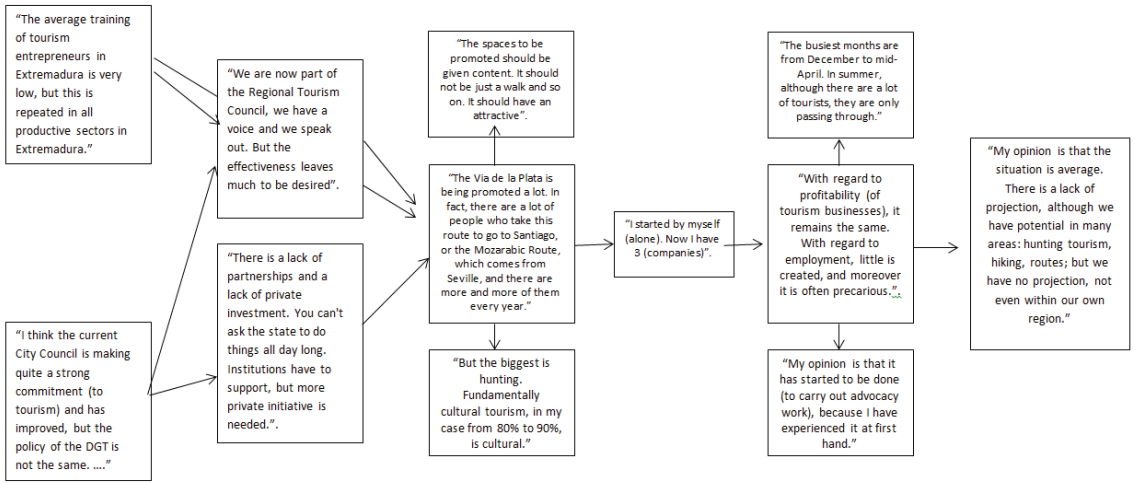 “The average training
of tourism
entrepreneurs in
Extremadura is very
low, but this is
repeated in all
productive sectors in
Extremadura.”
“I think the current
City Council is making
quite a strong
commitment (to
tourism) and has
improved, but the
policy of the DGT is
not the same. ....”
“We are now part of
the Regional Tourism
Council, we have a
voice and we speak
out. But the
effectiveness leaves
much to be desired”.
“There is a lack of
partnerships and a
lack of private
investment. You can't
ask the state to do
things all day long.
Institutions have to
support, but more
private initiative is
needed.”.
“The spaces to be
promoted should be
given content. It should
not be just a walk and so
on. It should have an
attractive”.
“The Via de la Plata is
being promoted a lot. In
fact, there are a lot of
people who take this
route to go to Santiago,
or the Mozarabic Route,
which comes from
Seville, and there are
more and more of them
every year.”
“But the biggest is
hunting.
Fundamentally
cultural tourism, in my
case from 80% to 90%,
is cultural.”
“I started by myself
(alone). Now I have
3 (companies)”.
“The busiest months are
from December to mid-
April. In summer,
although there are a lot
of tourists, they are only
passing through.”
“With regard to
profitability (of
tourism businesses), it
remains the same.
With regard to
employment, little is
created, and moreover
it is often precarious.”.
“My opinion is that it
has started to be done
(to carry out advocacy
work), because I have
experienced it at first
hand.”
“My opinion is that the
situation is average.
There is a lack of
projection, although we
have potential in many
areas: hunting tourism,
hiking, routes; but we
have no projection, not
even within our own
region.”